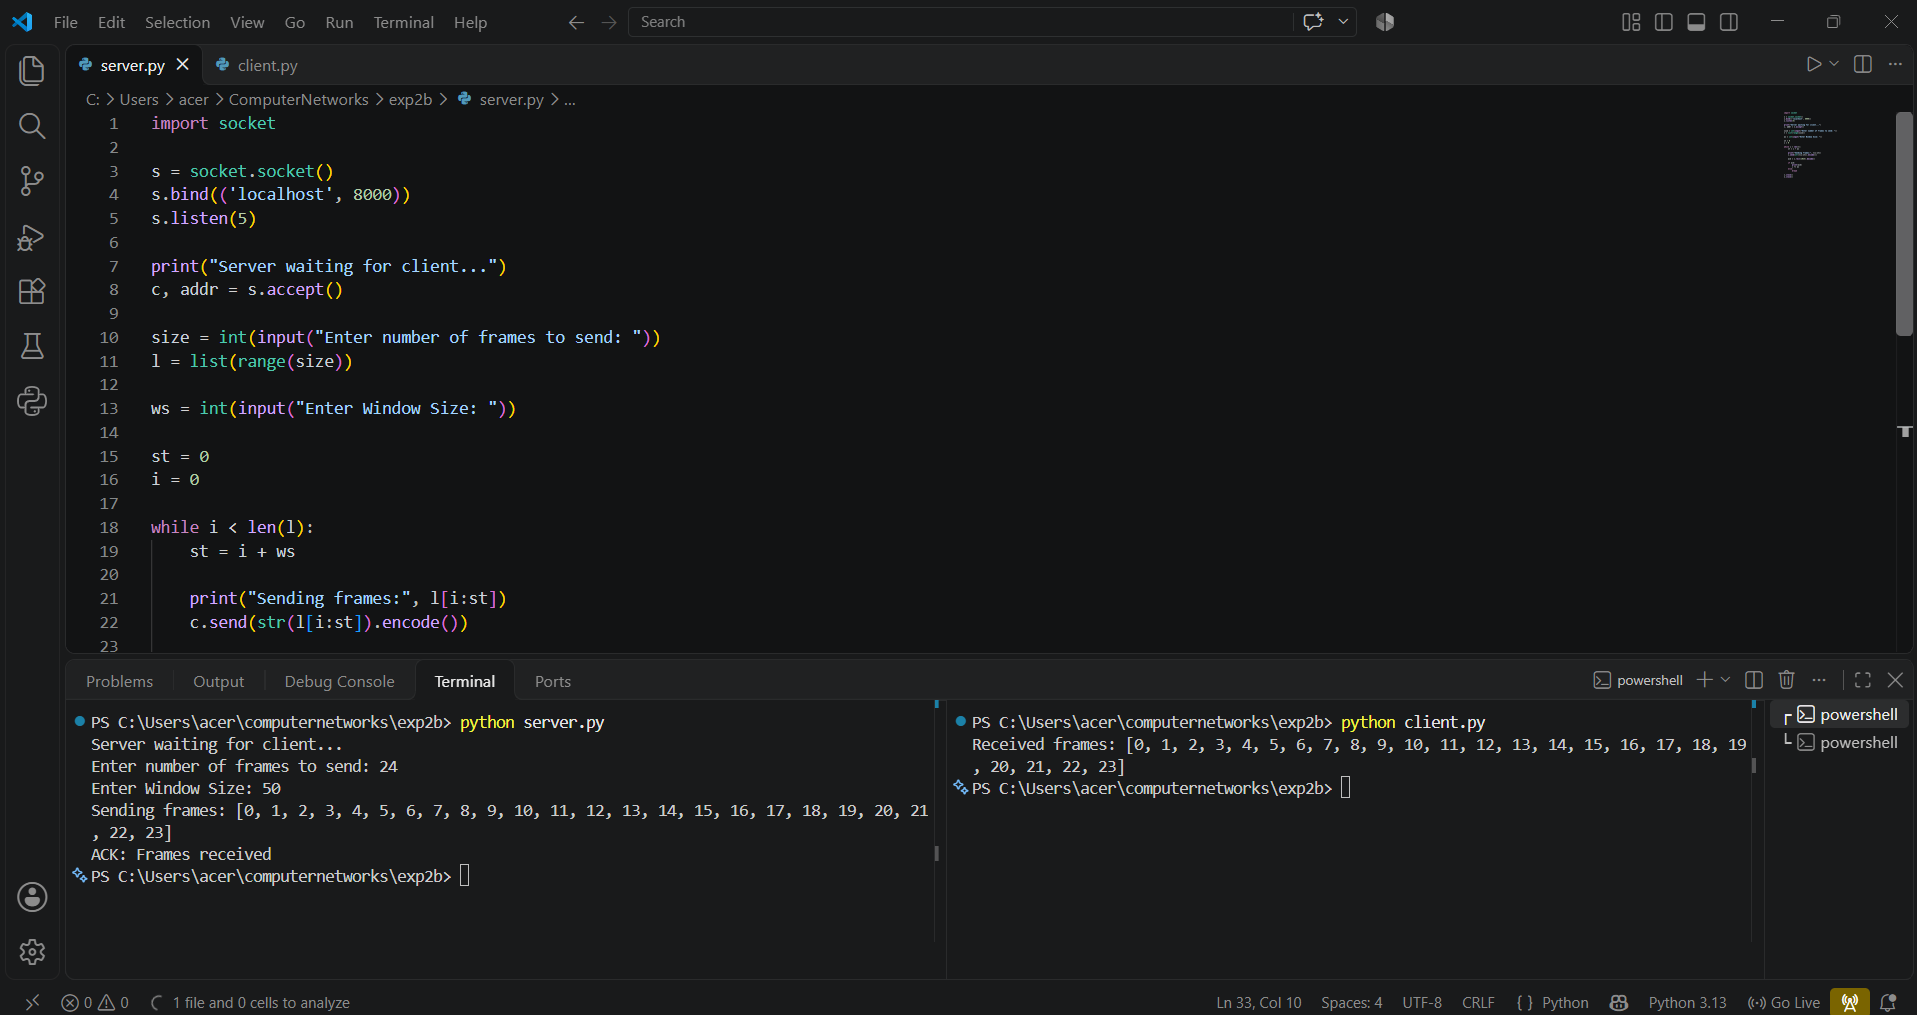 File Edit Selection View Go Run Terminal Help
Search
server.py
client.py
C: > Users > acer > ComputerNetworks > exp2b > server.py > ...
1 import socket
2
3 s = socket.socket()
4 s.bind(('localhost', 8000))
5 s.listen(5)
6
7 print("Server waiting for client...")
8 c, addr = s.accept()
9
10 size = int(input("Enter number of frames to send: "))
11 l = list(range(size))
12
13 ws = int(input("Enter Window Size: "))
14
15 st = 0
16 i = 0
17
18 while i < len(l):
19     st = i + ws
20
21     print("Sending frames:", l[i:st])
22     c.send(str(l[i:st]).encode())
23
Problems Output Debug Console Terminal Ports
powershell
PS C:\Users\acer\computernetworks\exp2b> python server.py
Server waiting for client...
Enter number of frames to send: 24
Enter Window Size: 50
Sending frames: [0, 1, 2, 3, 4, 5, 6, 7, 8, 9, 10, 11, 12, 13, 14, 15, 16, 17, 18, 19, 20, 21
, 22, 23]
ACK: Frames received
PS C:\Users\acer\computernetworks\exp2b>
PS C:\Users\acer\computernetworks\exp2b> python client.py
Received frames: [0, 1, 2, 3, 4, 5, 6, 7, 8, 9, 10, 11, 12, 13, 14, 15, 16, 17, 18, 19
, 20, 21, 22, 23]
PS C:\Users\acer\computernetworks\exp2b>
powershell
powershell
0 0 1 file and 0 cells to analyze
Ln 33, Col 10 Spaces: 4 UTF-8 CRLF { } Python Python 3.13 Go Live